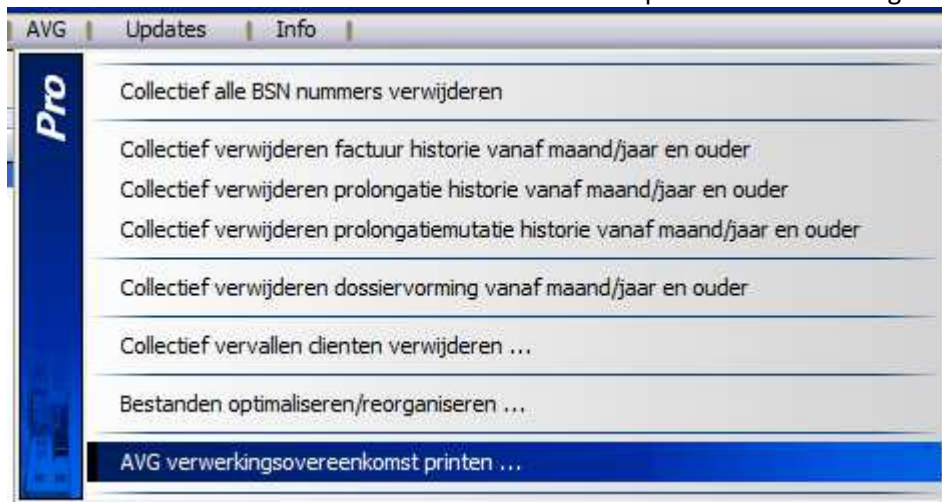 AVG | Updates | Info |
Pro
Collectief alle BSN nummers verwijderen
Collectief verwijderen factuur historie vanaf maand/jaar en ouder
Collectief verwijderen prolongatie historie vanaf maand/jaar en ouder
Collectief verwijderen prolongatiemutatie historie vanaf maand/jaar en ouder
Collectief verwijderen dossiervorming vanaf maand/jaar en ouder
Collectief vervallen clienten verwijderen ...
Bestanden optimaliseren/reorganiseren ...
AVG verwerkingsovereenkomst printen ...